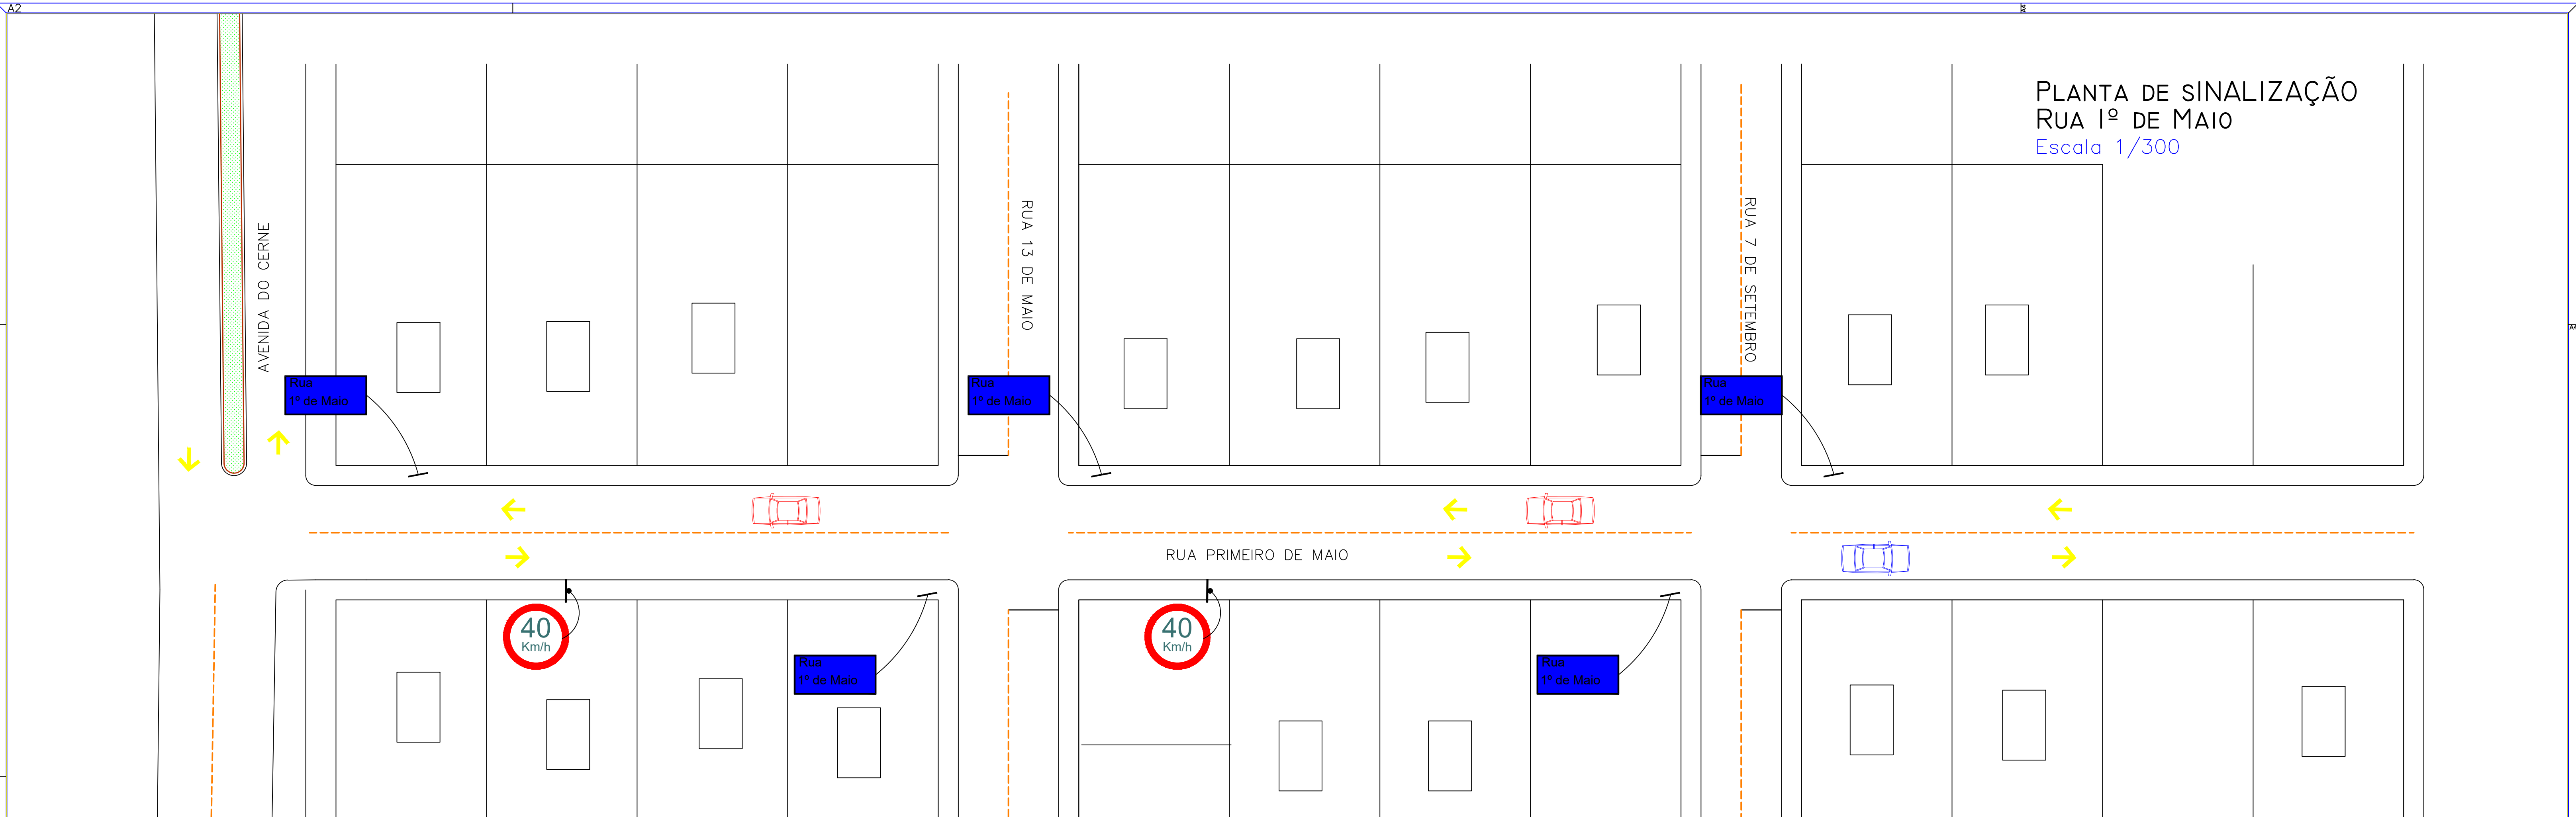 A2
PLANTA DE sINALIZAÇÃO
RUA 1º DE MAIO
Escala 1/300
AVENIDA DO CERNE
RUA 13 DE MAIO
RUA 7 DE SETEMBRO
Rua
1º de Maio
Rua
1º de Maio
Rua
1º de Maio
RUA PRIMEIRO DE MAIO
40
Km/h
40
Km/h
Rua
1º de Maio
Rua
1º de Maio